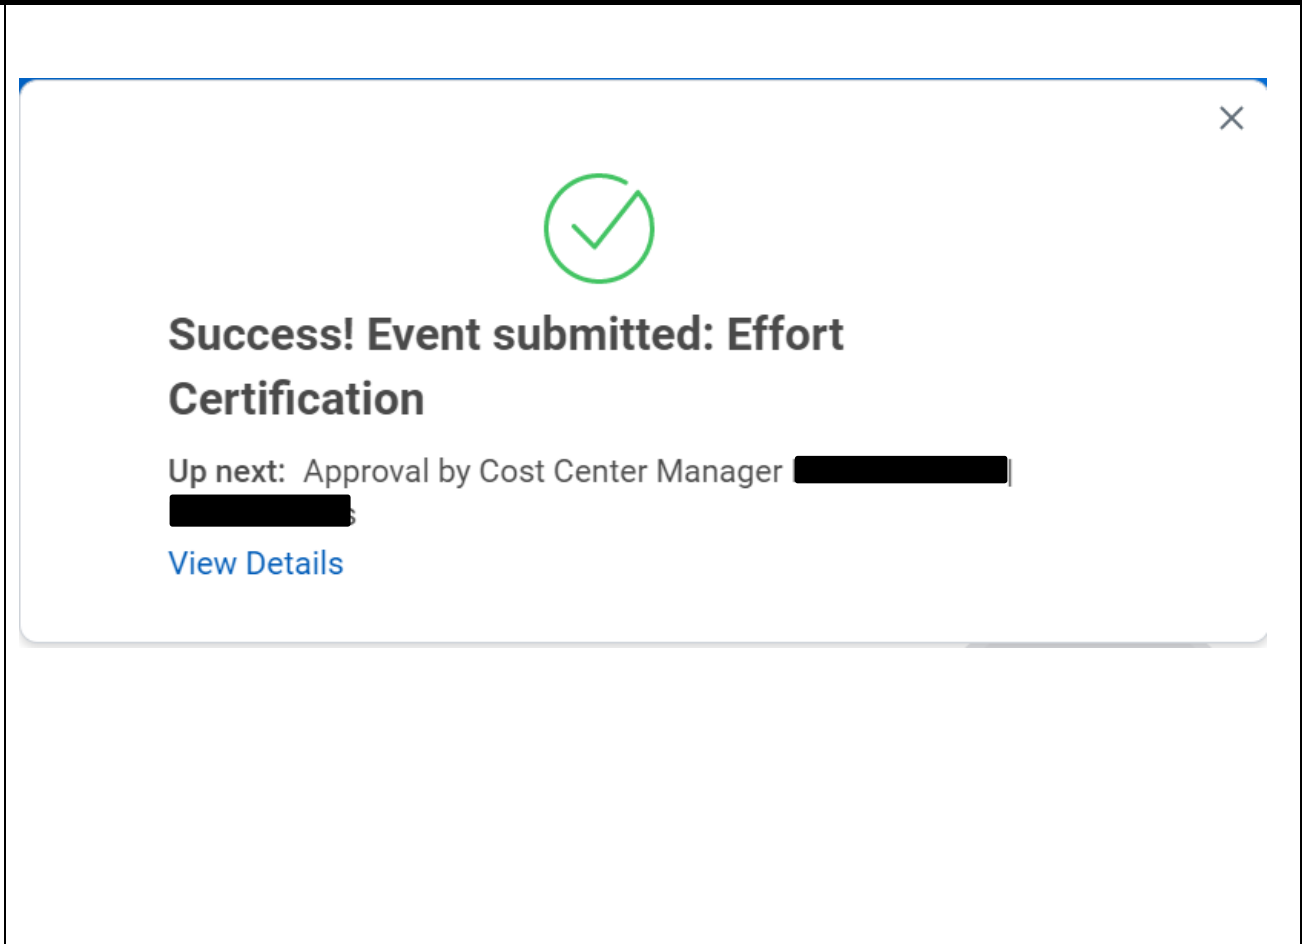 Success! Event submitted: Effort
Certification
Up next: Approval by Cost Center Manager
View Details